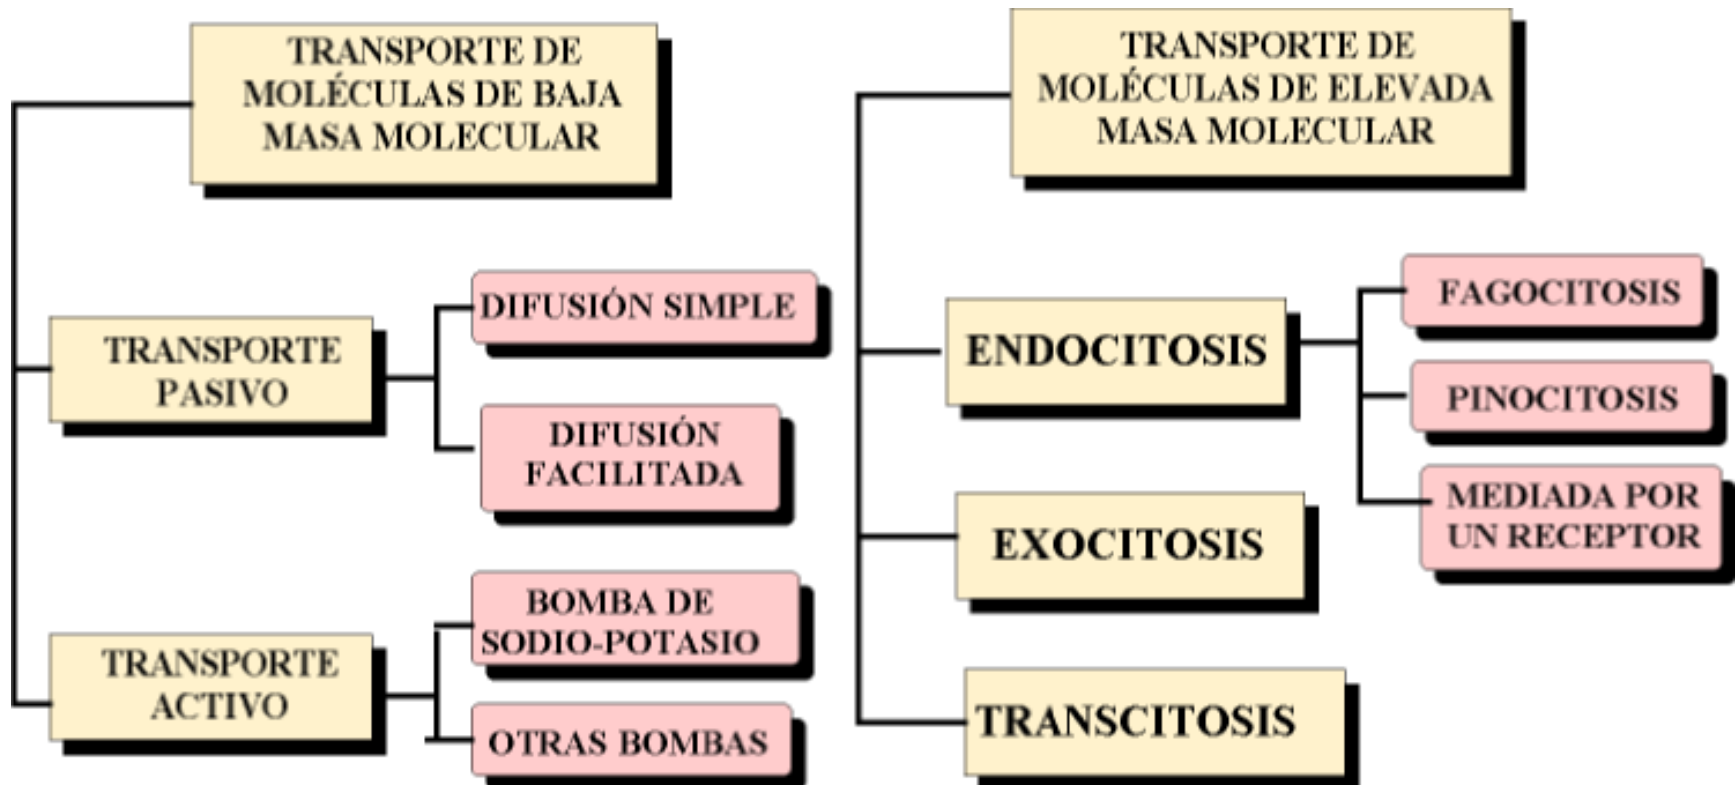 TRANSPORTE DE
MOLÉCULAS DE BAJA
MASA MOLECULAR
TRANSPORTE
PASIVO
DIFUSIÓN SIMPLE
DIFUSIÓN
FACILITADA
TRANSPORTE
ACTIVO
BOMBA DE
SODIO-POTASIO
OTRAS BOMBAS
TRANSPORTE DE
MOLÉCULAS DE ELEVADA
MASA MOLECULAR
ENDOCITOSIS
FAGOCITOSIS
PINOCITOSIS
MEDIADA POR
UN RECEPTOR
EXOCITOSIS
TRANSCITOSIS